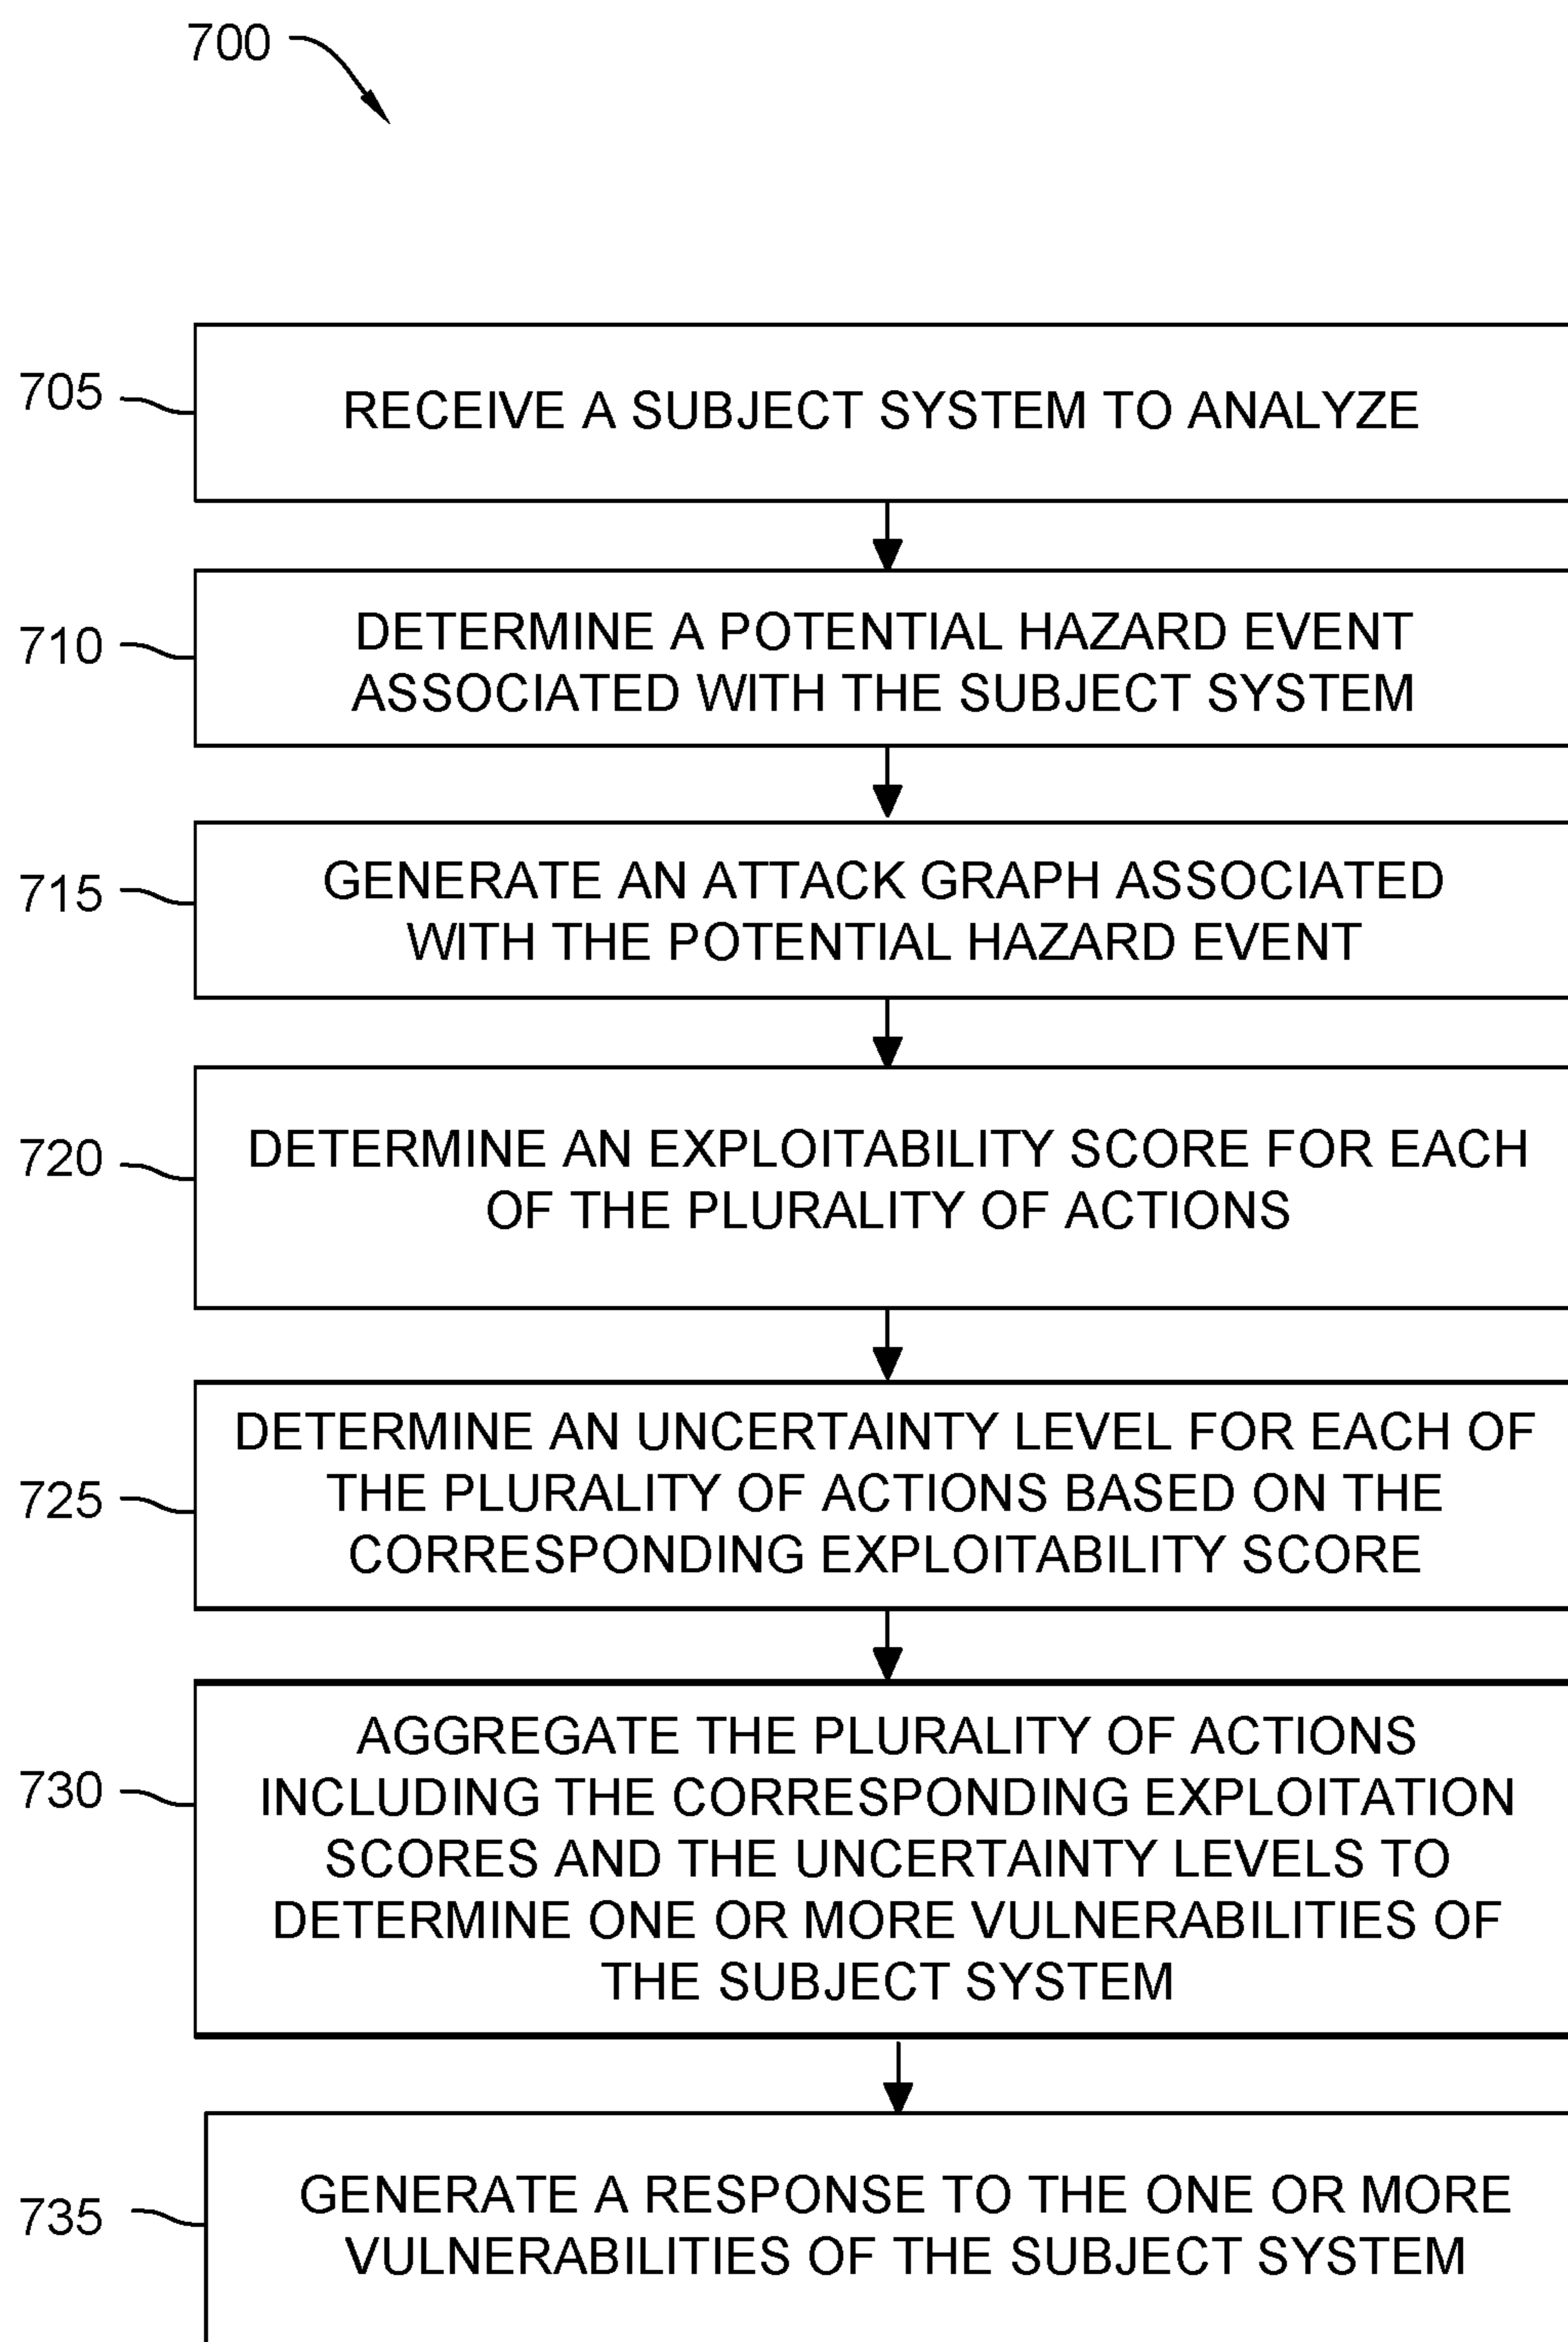 700
705
RECEIVE A SUBJECT SYSTEM TO ANALYZE
710
DETERMINE A POTENTIAL HAZARD EVENT
ASSOCIATED WITH THE SUBJECT SYSTEM
715
GENERATE AN ATTACK GRAPH ASSOCIATED
WITH THE POTENTIAL HAZARD EVENT
720
DETERMINE AN EXPLOITABILITY SCORE FOR EACH
OF THE PLURALITY OF ACTIONS
725
DETERMINE AN UNCERTAINTY LEVEL FOR EACH OF
THE PLURALITY OF ACTIONS BASED ON THE
CORRESPONDING EXPLOITABILITY SCORE
730
AGGREGATE THE PLURALITY OF ACTIONS
INCLUDING THE CORRESPONDING EXPLOITATION
SCORES AND THE UNCERTAINTY LEVELS TO
DETERMINE ONE OR MORE VULNERABILITIES OF
THE SUBJECT SYSTEM
735
GENERATE A RESPONSE TO THE ONE OR MORE
VULNERABILITIES OF THE SUBJECT SYSTEM